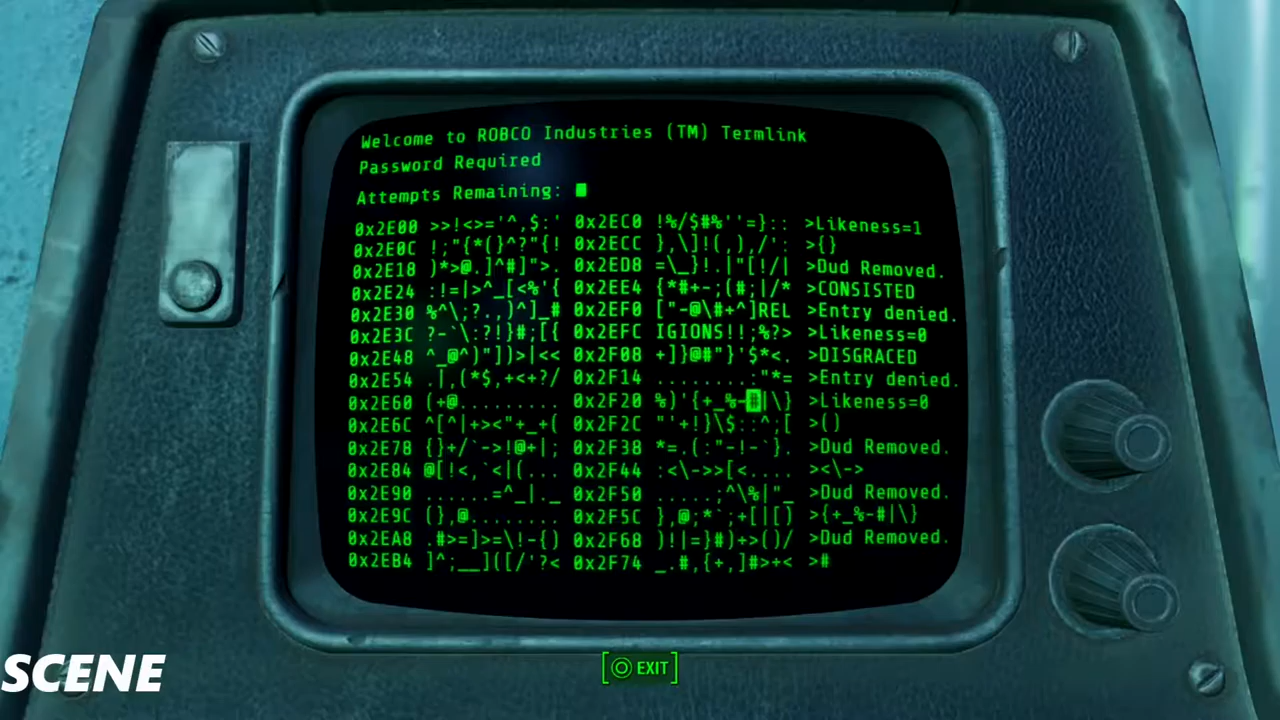 Welcome to ROBCO Industries (TM) Termlink
Password Required
Attempts Remaining: ■
0x2E00 >>!<>='^,$:' 0x2EC0 !%/$#%''=}:: >Likeness=1
0x2E0C !;"{*(}^?"{! 0x2ECC },\]!(,),/': >{}
0x2E18 )*>@.]^#]">. 0x2ED8 =\_}!.|"[!/| >Dud Removed.
0x2E24 :!=|>^_[<%'{ 0x2EE4 {*#+-;(#;|/* >CONSISTED
0x2E30 %^\;?.,)^]_# 0x2EF0 ["-@\#+^]REL >Entry denied.
0x2E3C ?-`\:?!}#;[{ 0x2EFC IGIONS!!;%?> >Likeness=0
0x2E48 ^_@^)"])>|<< 0x2F08 +]}@#"}'$*<. >DISGRACED
0x2E54 .|,(*$,+<+?/ 0x2F14 ........:"*= >Entry denied.
0x2E60 (+@......... 0x2F20 %)'{+_%-#|\} >Likeness=0
0x2E6C ^[^|+><"+_+( 0x2F2C "'+!}\$::^;[ >()
0x2E78 {}+/`->!@+|; 0x2F38 *=.(:"-!-`}. >Dud Removed.
0x2E84 @[!<,`<|(... 0x2F44 :<\->>[<.... ><\->
0x2E90 ......=^_|._ 0x2F50 .....;^\%|"_ >Dud Removed.
0x2E9C (},@........ 0x2F5C },@;*`;+[|[) >{+_%-#|\}
0x2EA8 .#>=]>=\!-{) 0x2F68 )!|=}#)+>()/ >Dud Removed.
0x2EB4 ]^;__]([/'?< 0x2F74 _.#,{+,]#>+< >#
[◎ EXIT]
SCENE